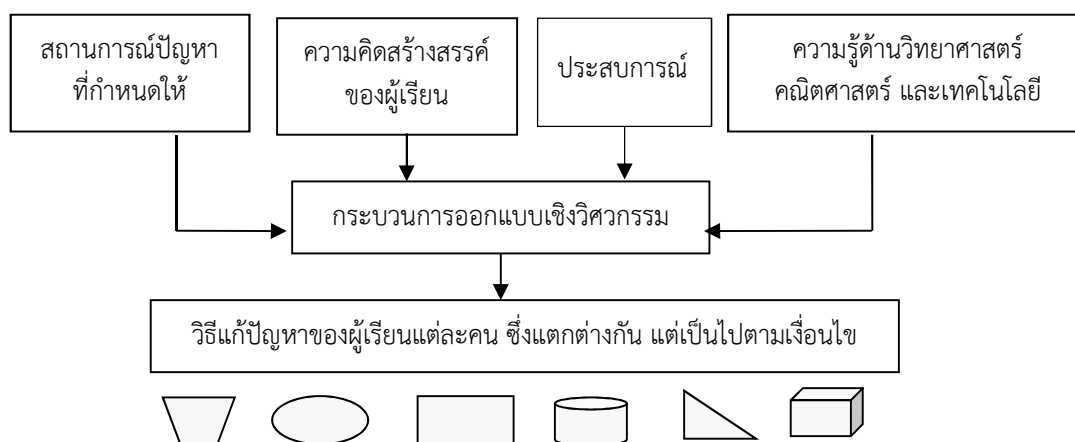 สถานการณ์ปัญหา
ที่กำหนดให้
ความคิดสร้างสรรค์
ของผู้เรียน
ประสบการณ์
ความรู้ด้านวิทยาศาสตร์
คณิตศาสตร์ และเทคโนโลยี
กระบวนการออกแบบเชิงวิศวกรรม
วิธีแก้ปัญหาของผู้เรียนแต่ละคน ซึ่งแตกต่างกัน แต่เป็นไปตามเงื่อนไข